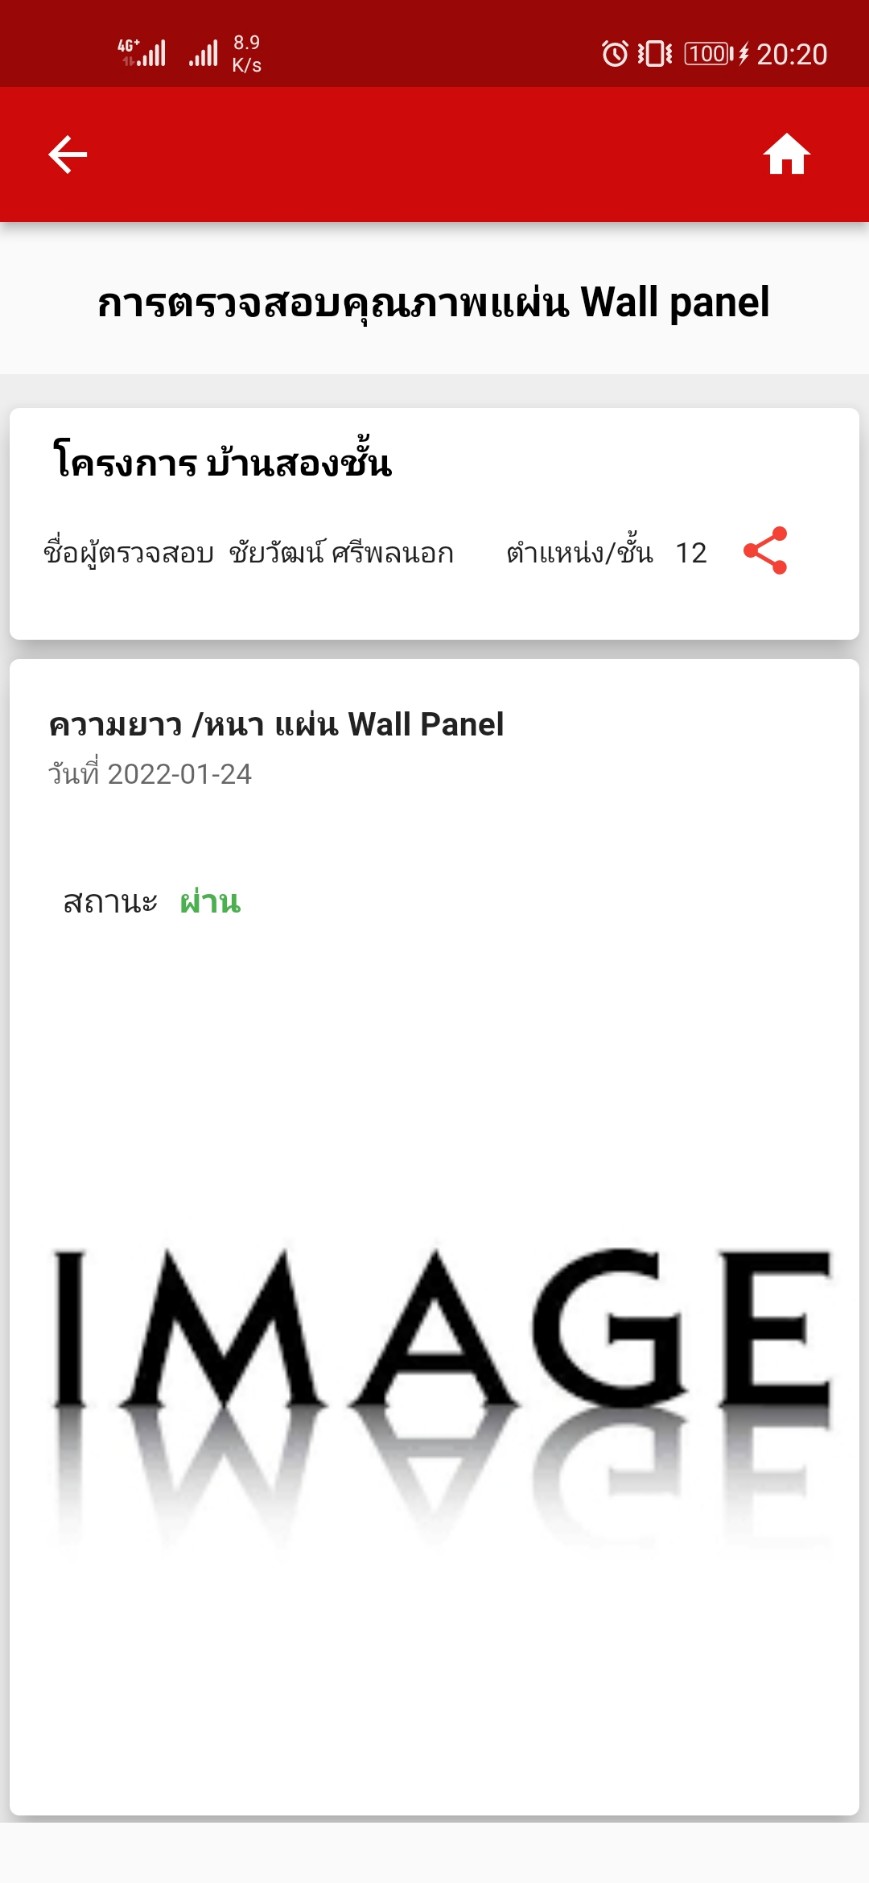 4G+ 8.9 K/s 100 20:20
การตรวจสอบคุณภาพแผ่น Wall panel
โครงการ บ้านสองชั้น
ชื่อผู้ตรวจสอบ ชัยวัฒน์ ศรีพลนอก ตำแหน่ง/ชั้น 12
ความยาว /หนา แผ่น Wall Panel
วันที่ 2022-01-24
สถานะ ผ่าน
IMAGE